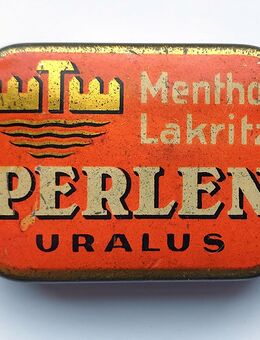 Menthol
Lakritz
PERLEN
URALUS